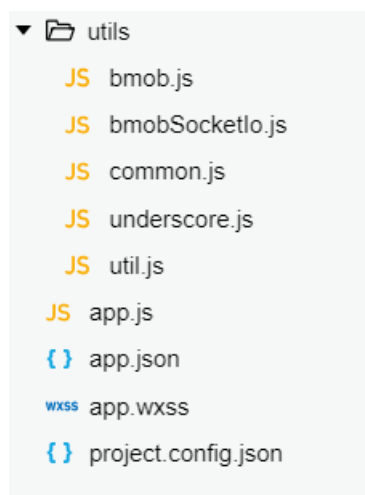 utils
JS bmob.js
JS bmobSocketIo.js
JS common.js
JS underscore.js
JS util.js
JS app.js
{ } app.json
wxss app.wxss
{ } project.config.json